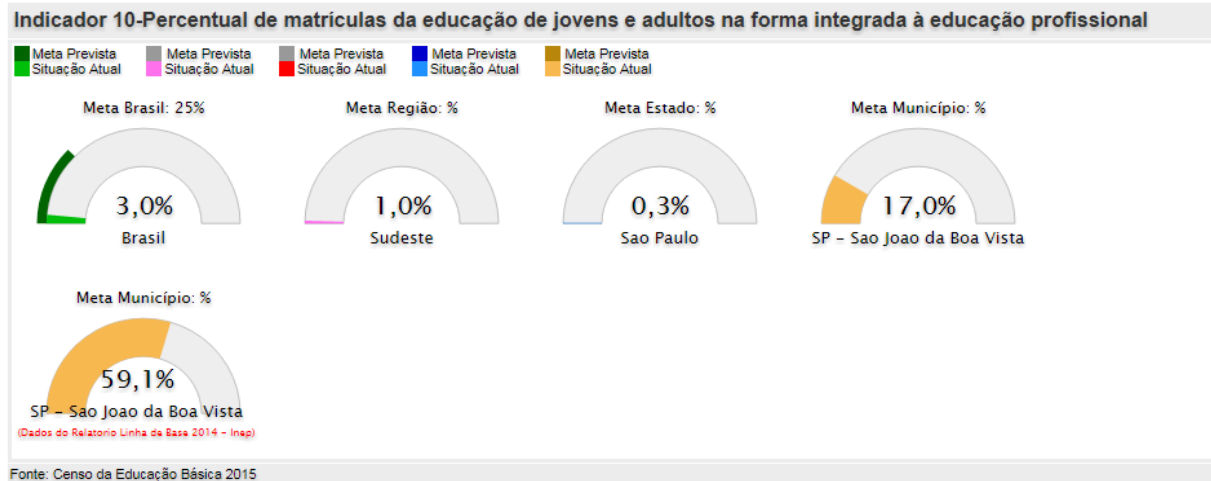 Indicador 10-Percentual de matrículas da educação de jovens e adultos na forma integrada à educação profissional
Meta Prevista Meta Prevista Meta Prevista Meta Prevista Meta Prevista
Situação Atual Situação Atual Situação Atual Situação Atual Situação Atual
Meta Brasil: 25% Meta Região: % Meta Estado: % Meta Município: %
3,0% 1,0% 0,3% 17,0%
Brasil Sudeste Sao Paulo SP - Sao Joao da Boa Vista
Meta Município: %
59,1%
SP - Sao Joao da Boa Vista
(Dados do Relatorio Linha de Base 2014 - Inep)
Fonte: Censo da Educação Básica 2015